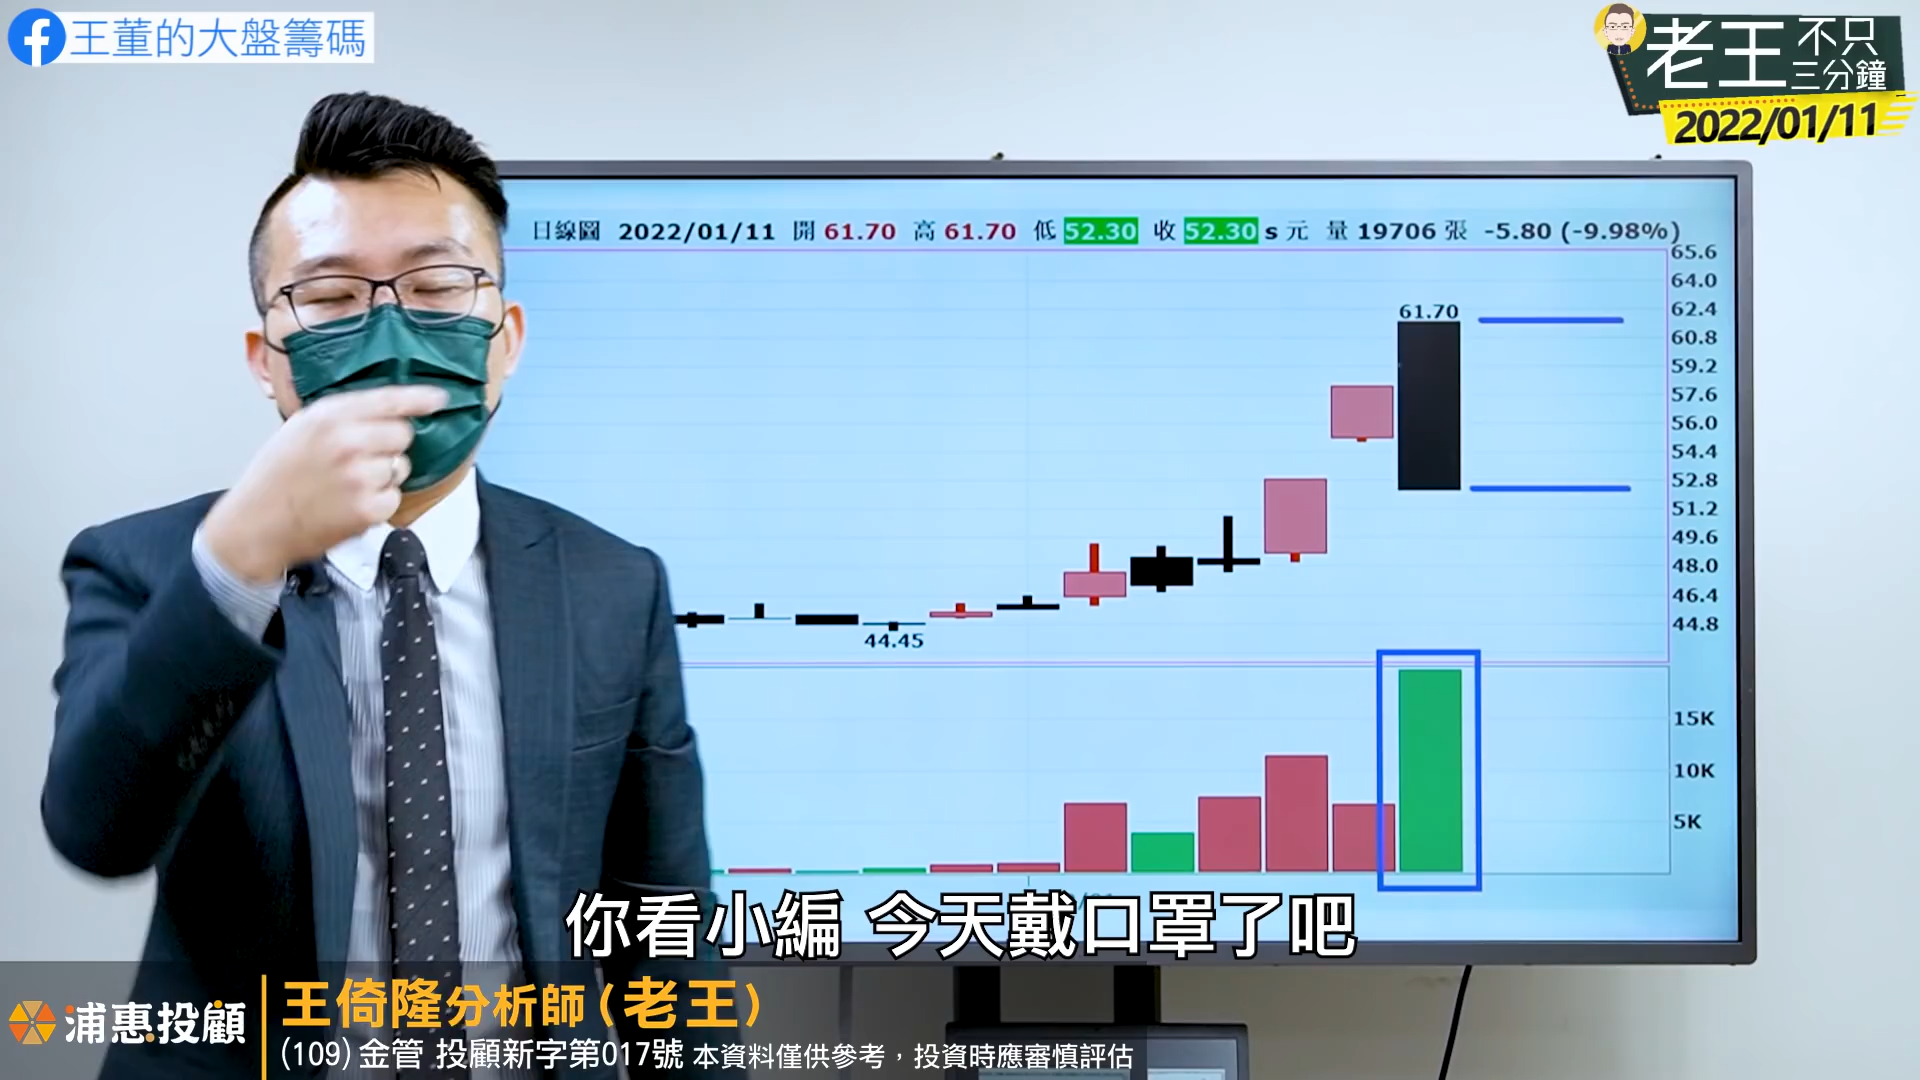 王董的大盤籌碼
老王 不只三分鐘
2022/01/11
日線圖 2022/01/11 開 61.70 高 61.70 低 52.30 收 52.30 s 元 量 19706 張 -5.80 (-9.98%)
65.6
64.0
62.4
60.8
59.2
57.6
56.0
54.4
52.8
51.2
49.6
48.0
46.4
44.8
61.70
44.45
15K
10K
5K
你看小編 今天戴口罩了吧
浦惠投顧
王倚隆分析師(老王)
(109) 金管 投顧新字第017號 本資料僅供參考，投資時應審慎評估